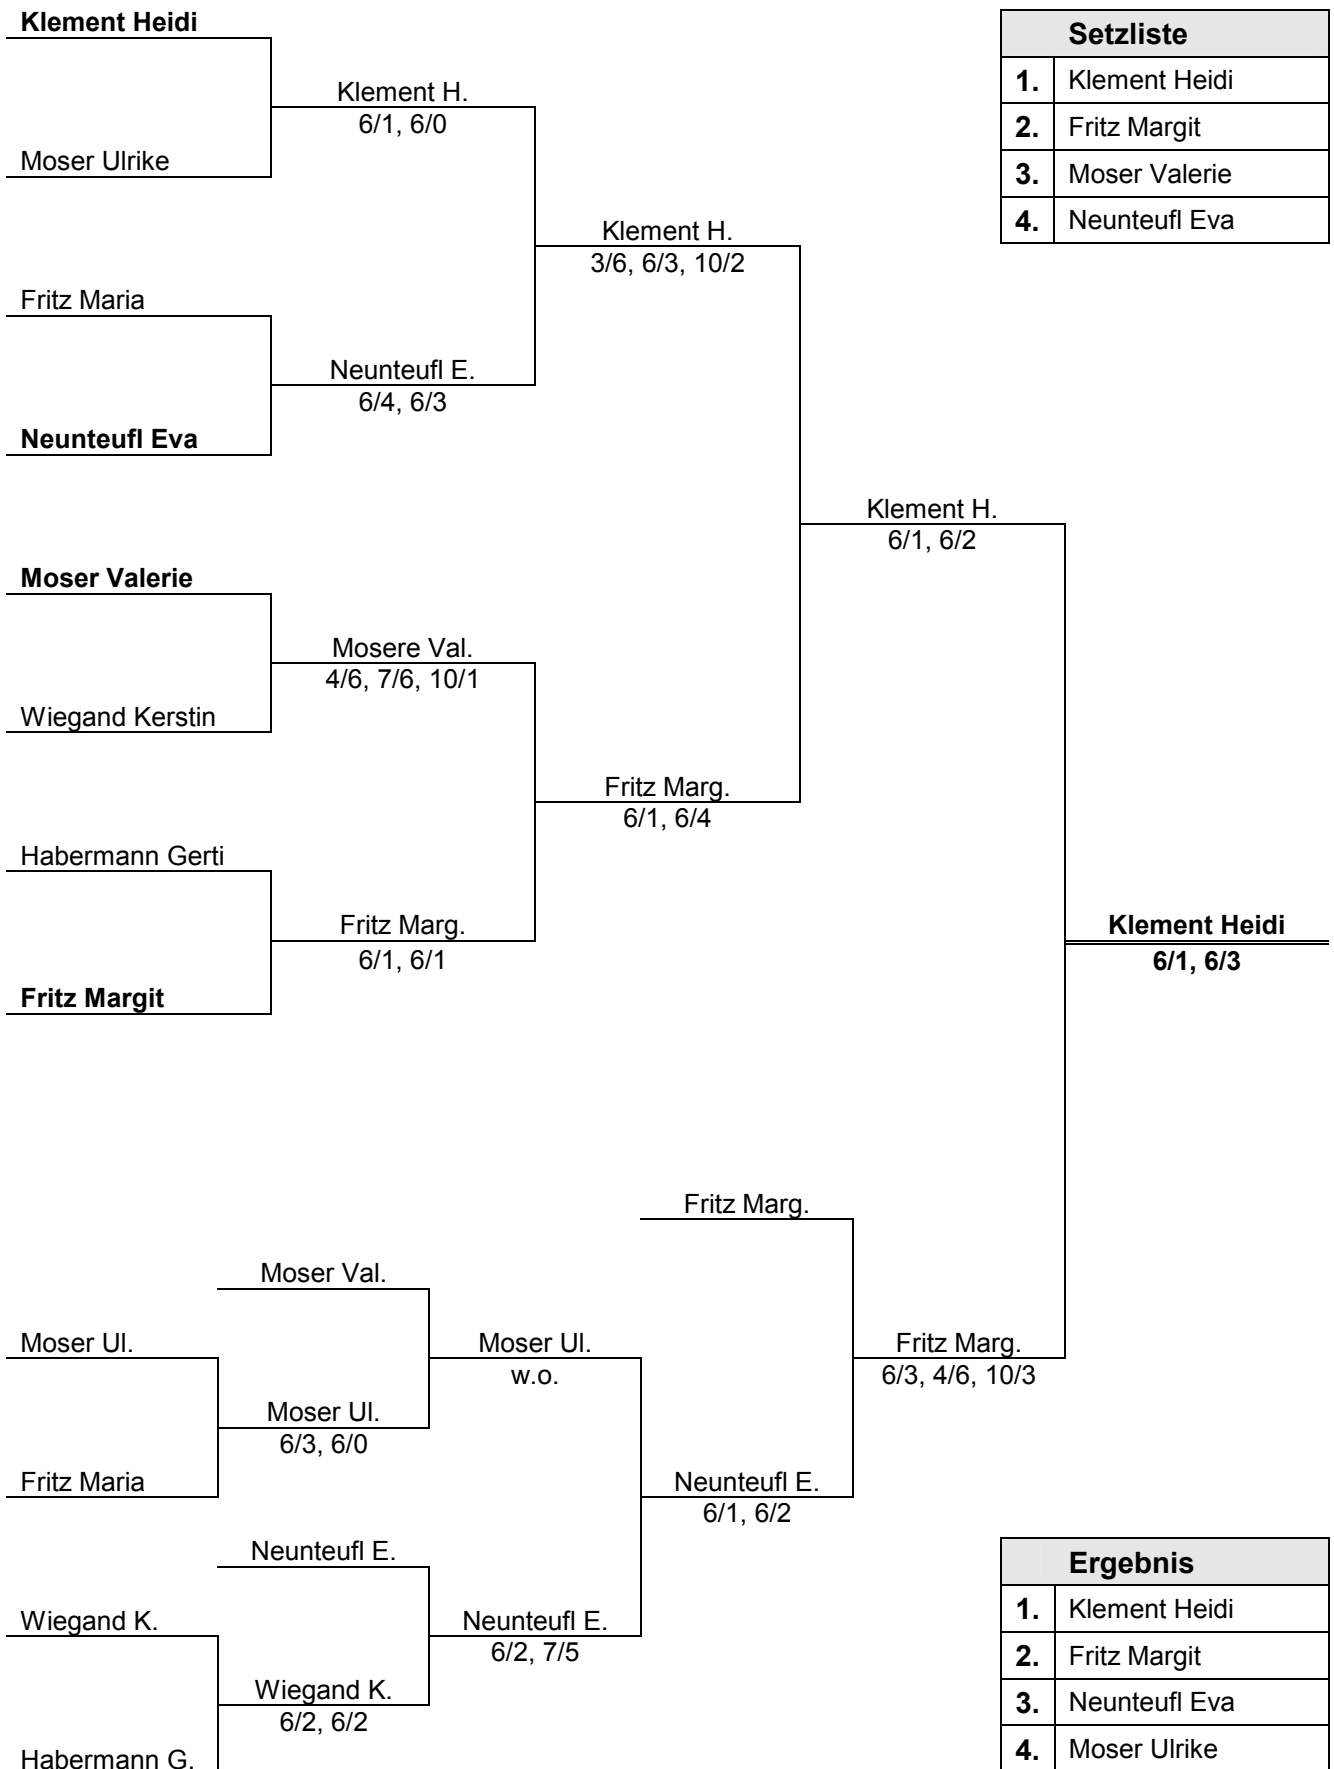 Klement Heidi
Setzliste
1. Klement Heidi
Klement H.
6/1, 6/0
2. Fritz Margit
Moser Ulrike
3. Moser Valerie
4. Neunteufl Eva
Klement H.
3/6, 6/3, 10/2
Fritz Maria
Neunteufl E.
6/4, 6/3
Neunteufl Eva
Klement H.
6/1, 6/2
Moser Valerie
Mosere Val.
4/6, 7/6, 10/1
Wiegand Kerstin
Fritz Marg.
6/1, 6/4
Habermann Gerti
Fritz Marg.
6/1, 6/1
Klement Heidi
6/1, 6/3
Fritz Margit
Fritz Marg.
Moser Val.
Moser Ul.
Moser Ul.
w.o.
Fritz Marg.
6/3, 4/6, 10/3
Moser Ul.
6/3, 6/0
Fritz Maria
Neunteufl E.
6/1, 6/2
Neunteufl E.
Ergebnis
1. Klement Heidi
Wiegand K.
Neunteufl E.
6/2, 7/5
2. Fritz Margit
Wiegand K.
6/2, 6/2
3. Neunteufl Eva
Habermann G.
4. Moser Ulrike